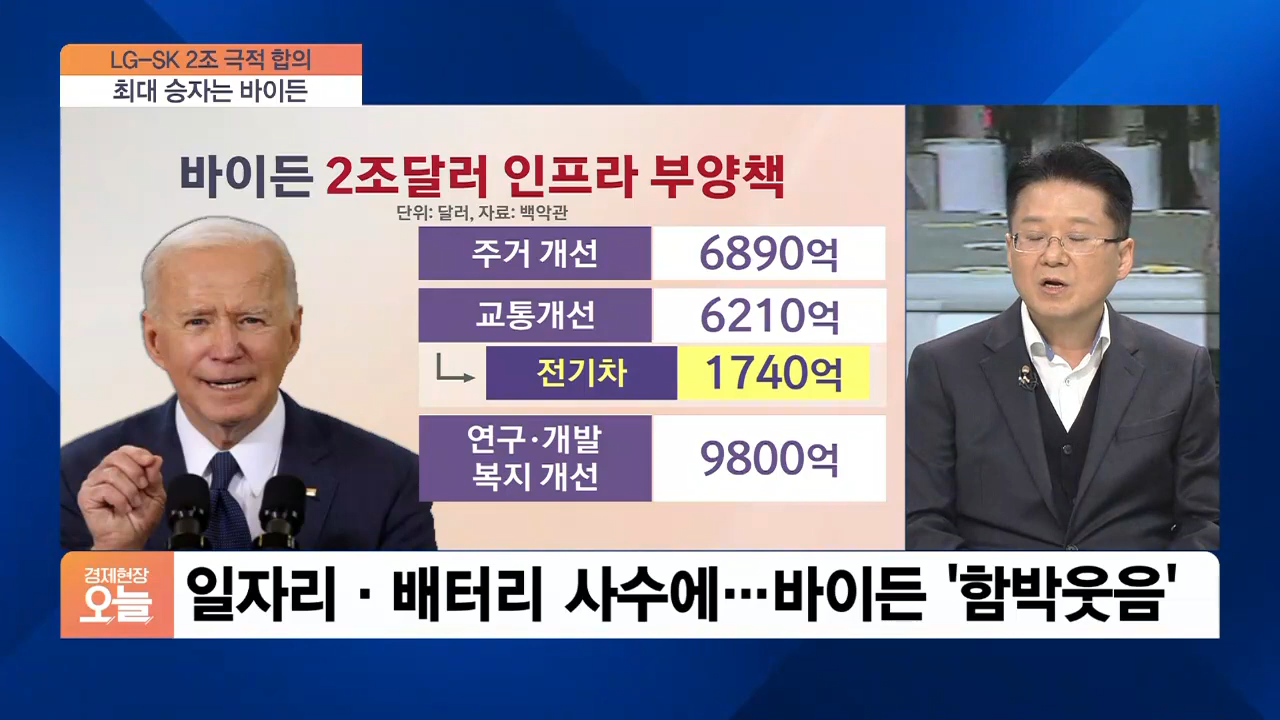 LG-SK 2조 극적 합의
최대 승자는 바이든
바이든 2조달러 인프라 부양책
단위: 달러, 자료: 백악관
주거 개선 6890억
교통개선 6210억
전기차 1740억
연구·개발
복지 개선 9800억
경제현장
오늘
일자리·배터리 사수에…바이든 '함박웃음'